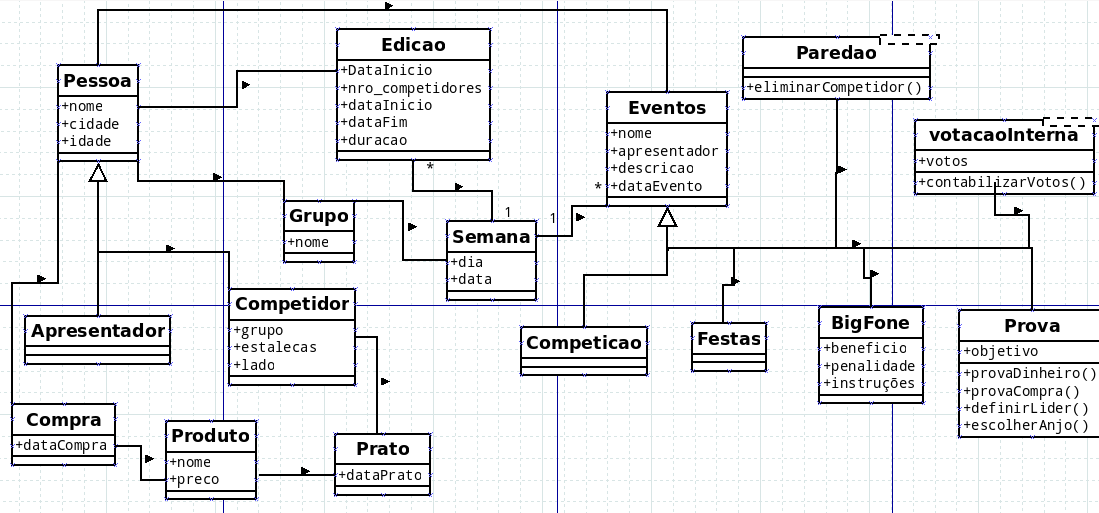 Pessoa
+nome
+cidade
+idade
Edicao
+DataInicio
+nro_competidores
+dataInicio
+dataFim
+duracao
*
Eventos
+nome
+apresentador
+descricao
+dataEvento
*
1
1
Paredao
+eliminarCompetidor()
votacaoInterna
+votos
+contabilizarVotos()
Grupo
+nome
Semana
+dia
+data
Apresentador
Competidor
+grupo
+estalecas
+lado
Competicao
Festas
BigFone
+beneficio
+penalidade
+instruções
Prova
+objetivo
+provaDinheiro()
+provaCompra()
+definirLider()
+escolherAnjo()
Compra
+dataCompra
Produto
+nome
+preco
Prato
+dataPrato